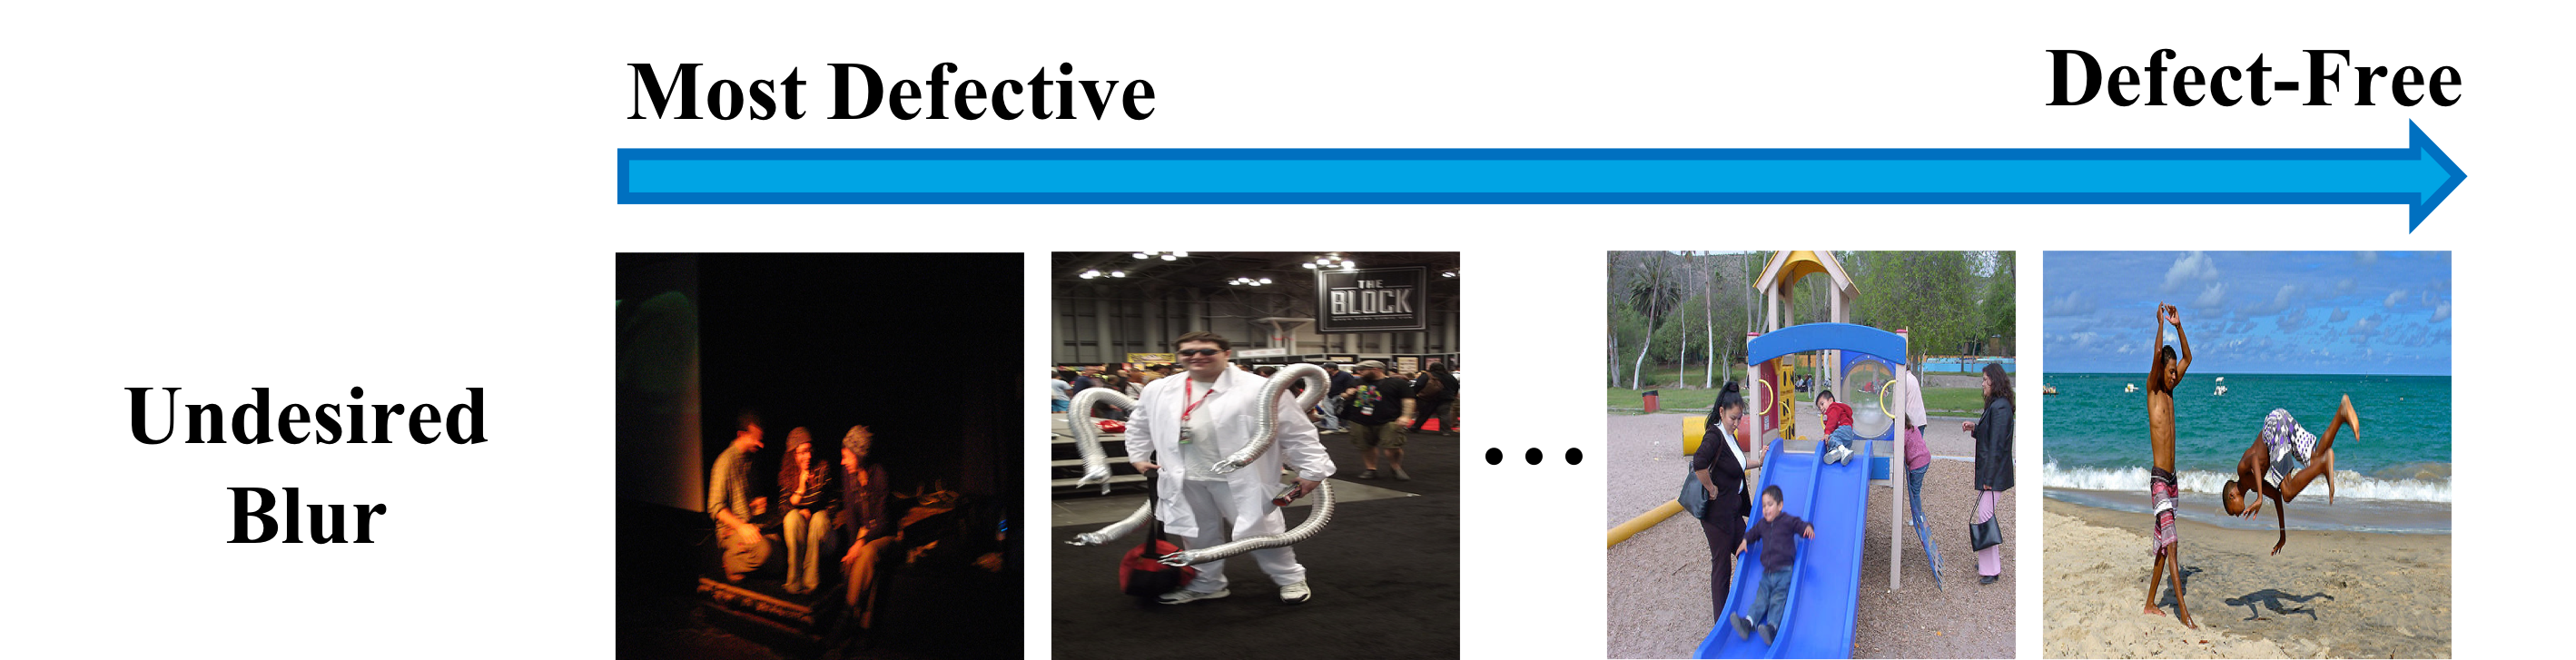 Most Defective
Defect-Free
Undesired
Blur
THE
BLOCK